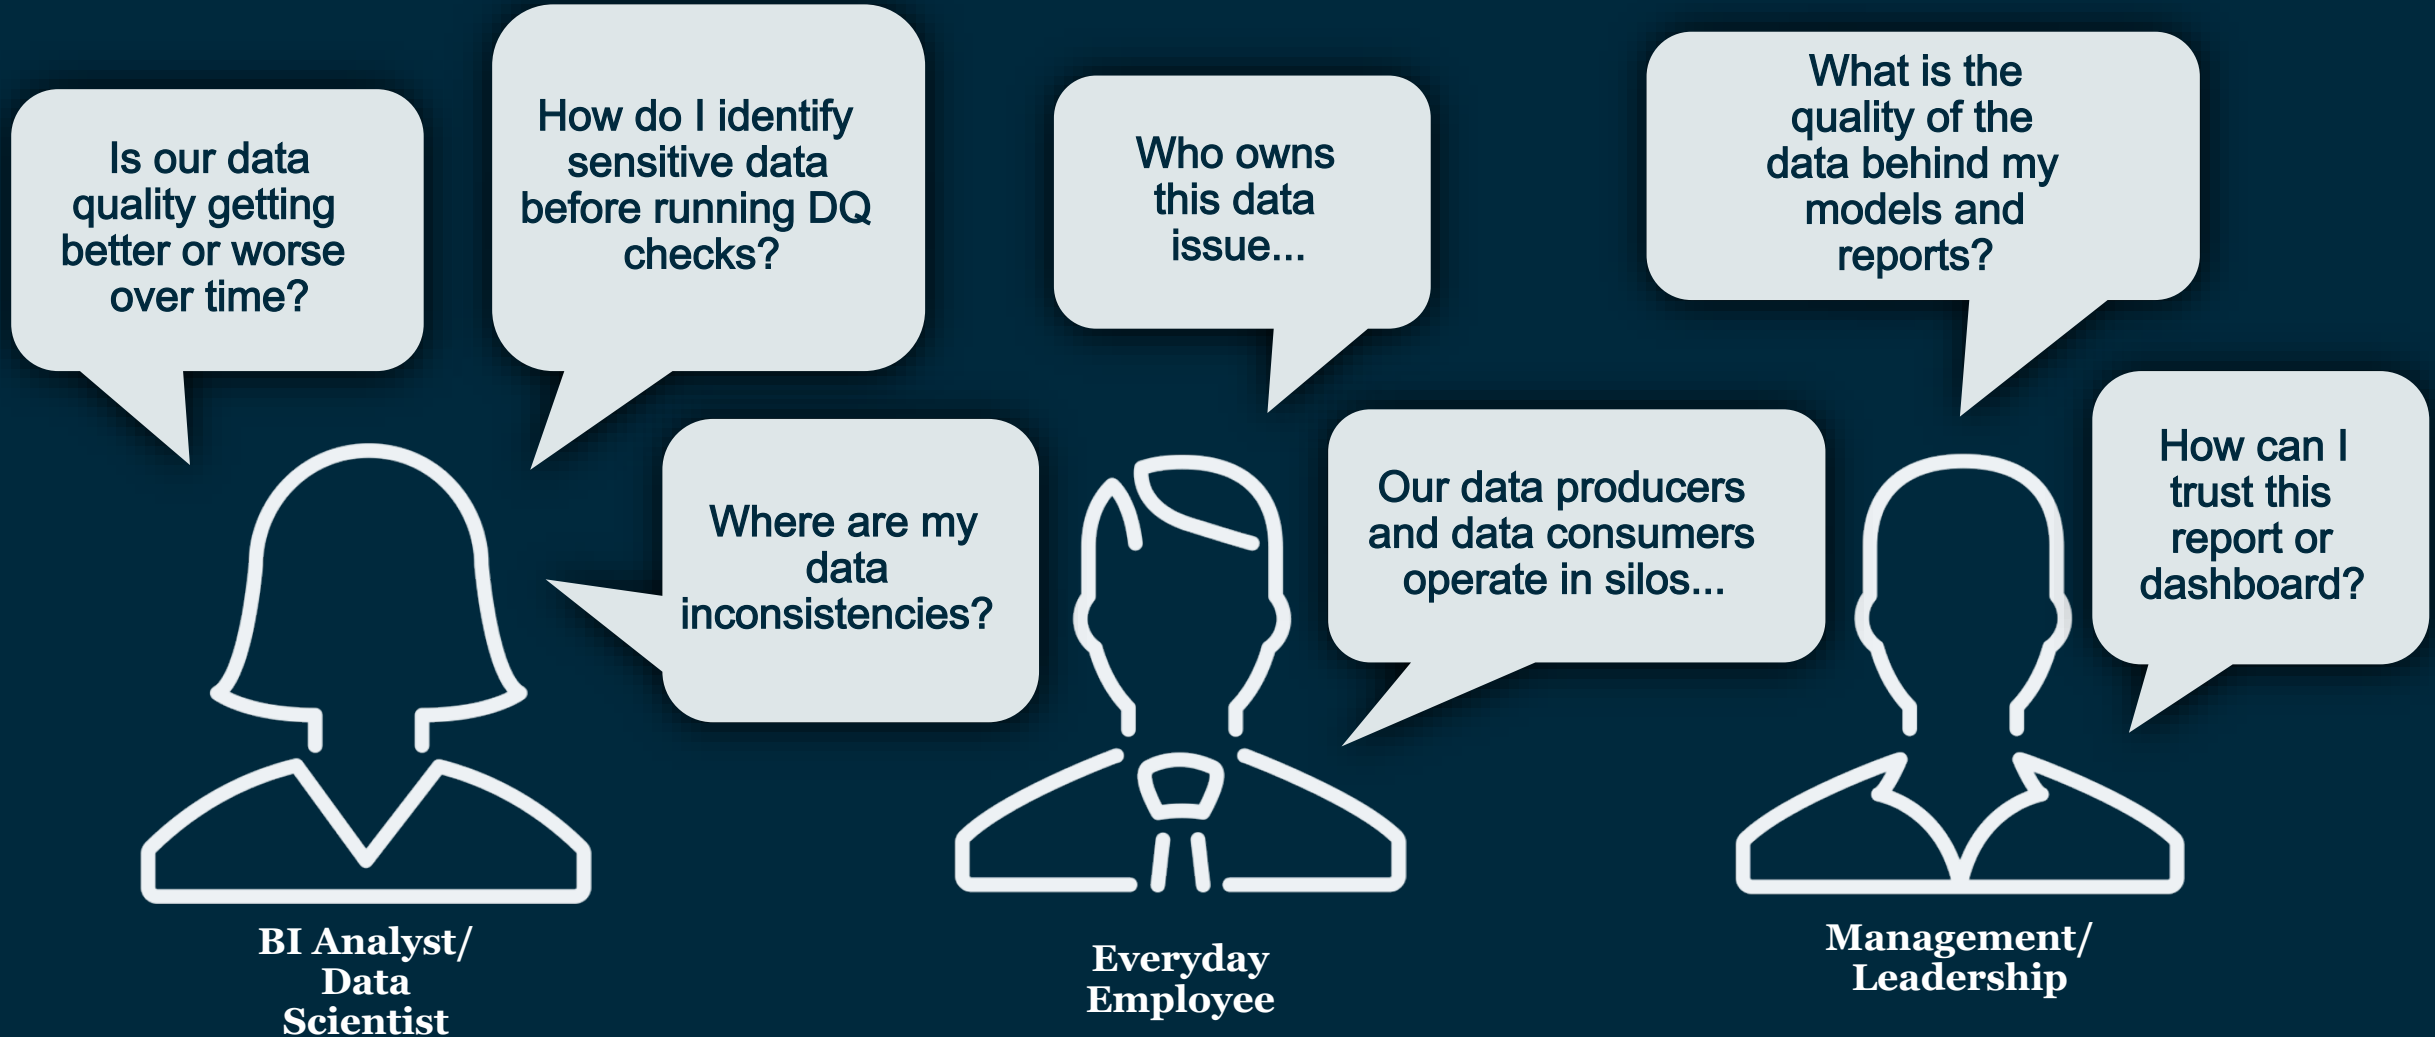 Is our data
quality getting
better or worse
over time?
How do I identify
sensitive data
before running DQ
checks?
Where are my
data
inconsistencies?
BI Analyst/
Data
Scientist
Who owns
this data
issue...
Our data producers
and data consumers
operate in silos...
Everyday
Employee
What is the
quality of the
data behind my
models and
reports?
How can I
trust this
report or
dashboard?
Management/
Leadership